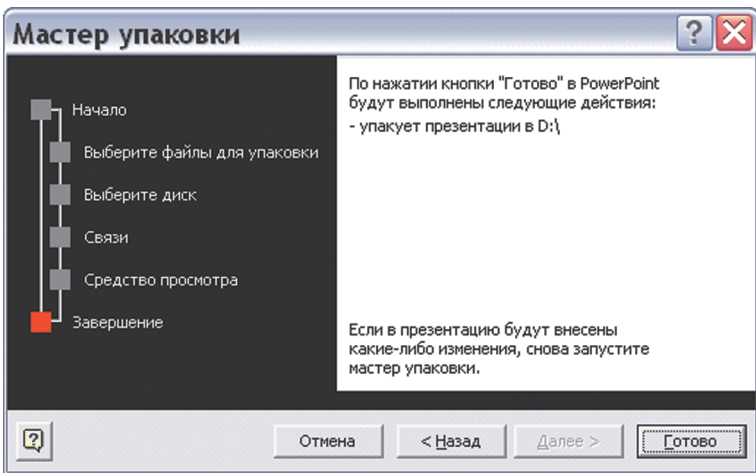 Мастер упаковки
Начало
Выберите файлы для упаковки
Выберите диск
Связи
Средство просмотра
Завершение
По нажатии кнопки "Готово" в PowerPoint
будут выполнены следующие действия:
- упакует презентации в D:\
Если в презентацию будут внесены
какие-либо изменения, снова запустите
мастер упаковки.
Отмена
< Назад
Далее >
Готово